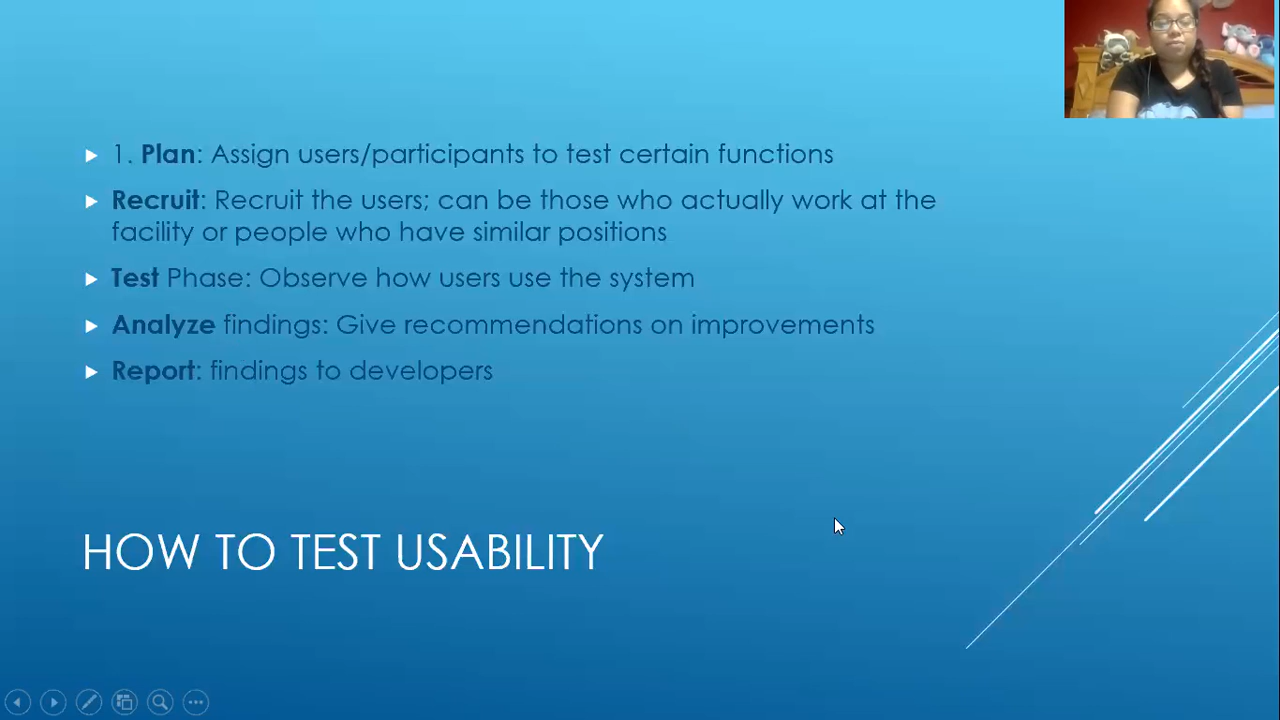 1. Plan: Assign users/participants to test certain functions
Recruit: Recruit the users; can be those who actually work at the
facility or people who have similar positions
Test Phase: Observe how users use the system
Analyze findings: Give recommendations on improvements
Report: findings to developers
HOW TO TEST USABILITY